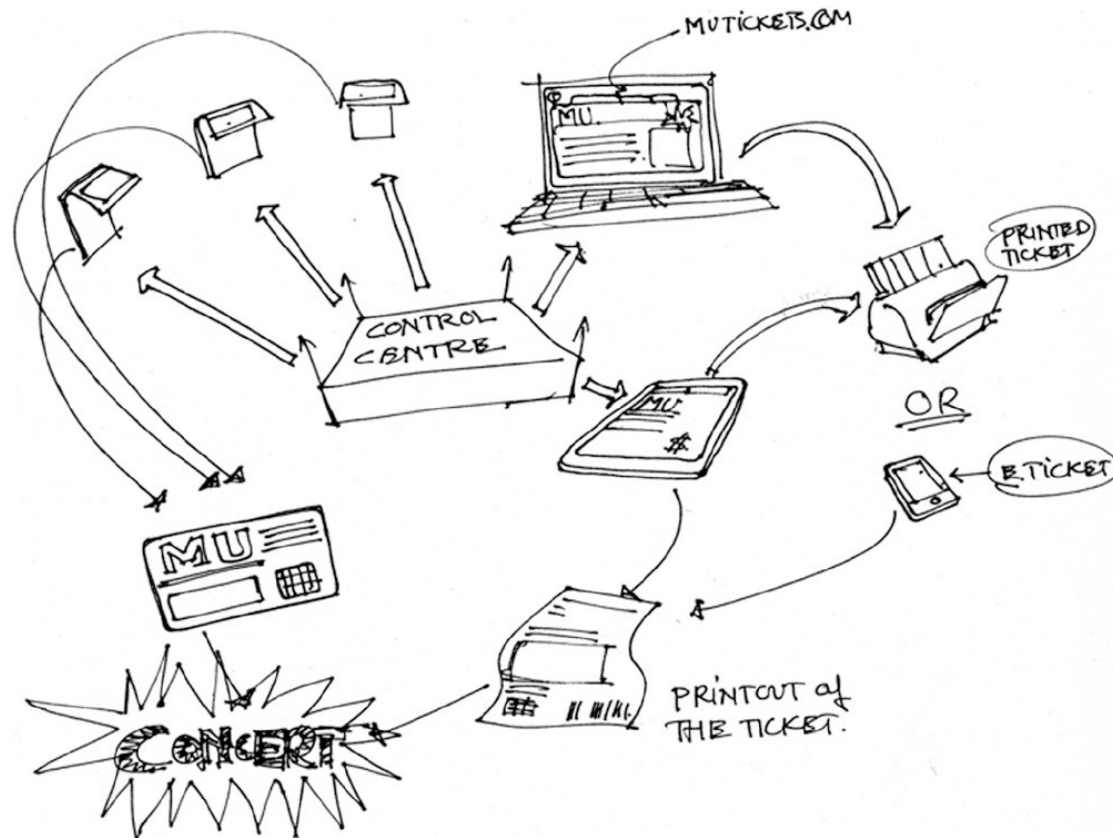 MUTICKETS.COM
MU
PRINTED
TICKET
CONTROL
CENTRE
MU
$
OR
E.TICKET
MU
PRINTOUT of
THE TICKET.
CONCERT